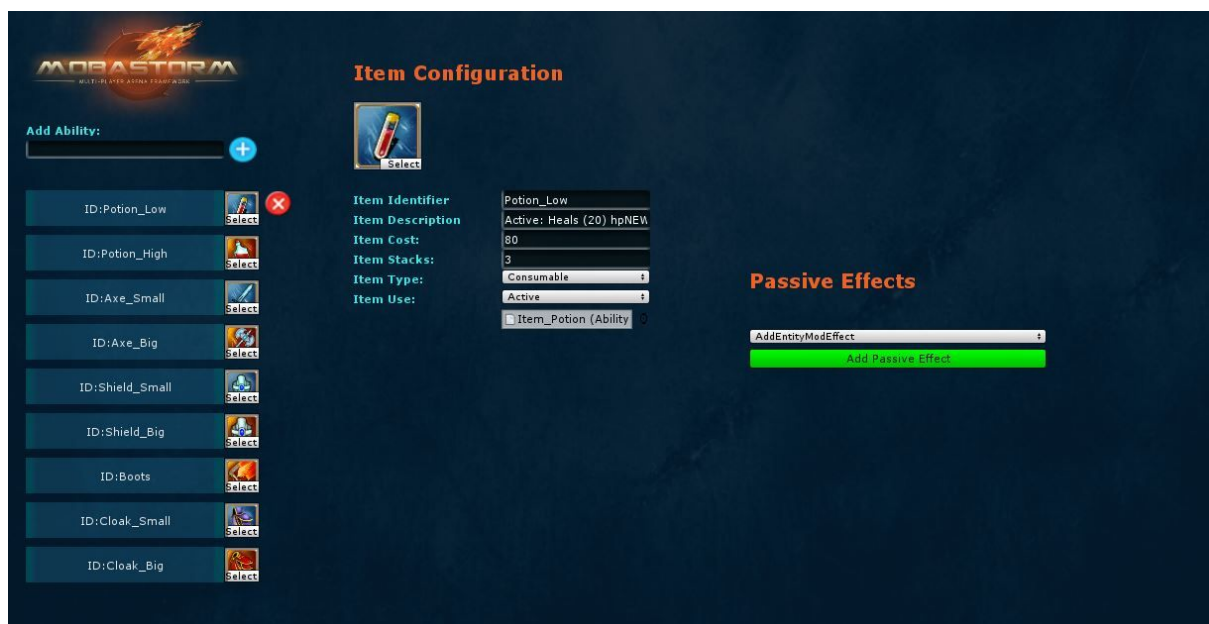 MOBASTORM
MULTI-PLAYER ARENA FRAMEWORK
Add Ability:
ID:Potion_Low
Select
ID:Potion_High
Select
ID:Axe_Small
Select
ID:Axe_Big
Select
ID:Shield_Small
Select
ID:Shield_Big
Select
ID:Boots
Select
ID:Cloak_Small
Select
ID:Cloak_Big
Select
Item Configuration
Select
Item Identifier Potion_Low
Item Description Active: Heals (20) hpNEW
Item Cost: 80
Item Stacks: 3
Item Type: Consumable
Item Use: Active
Item_Potion (Ability
Passive Effects
AddEntityModEffect
Add Passive Effect